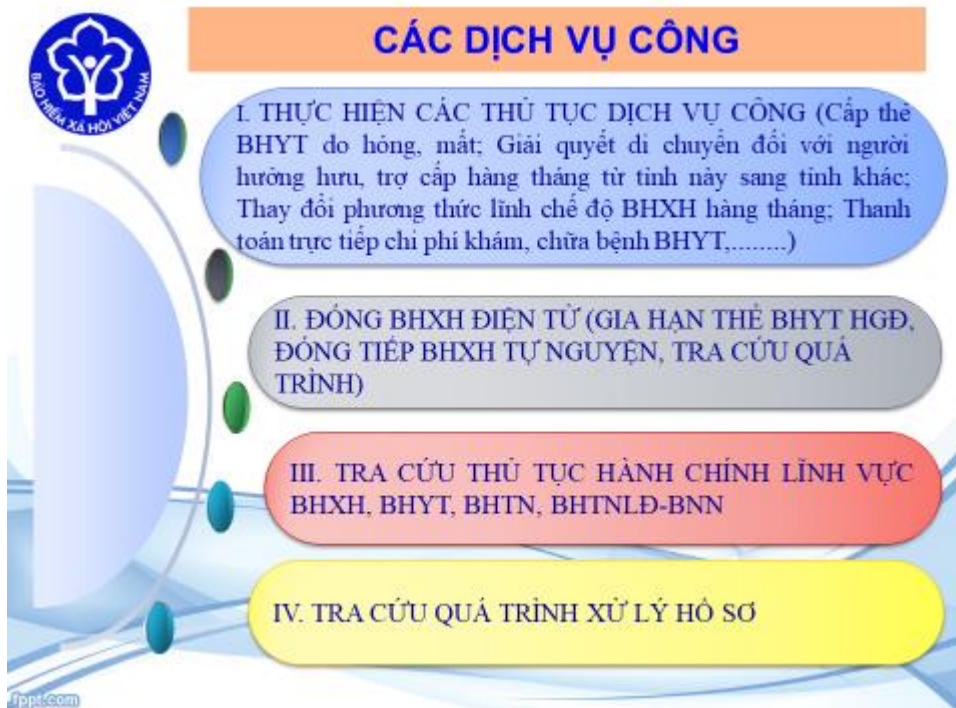 CÁC DỊCH VỤ CÔNG
BẢO HIỂM XÃ HỘI VIỆT NAM
I. THỰC HIỆN CÁC THỦ TỤC DỊCH VỤ CÔNG (Cấp thẻ
BHYT do hỏng, mất; Giải quyết di chuyển đối với người
hưởng hưu, trợ cấp hàng tháng từ tỉnh này sang tỉnh khác;
Thay đổi phương thức lĩnh chế độ BHXH hàng tháng; Thanh
toán trực tiếp chi phí khám, chữa bệnh BHYT,........)
II. ĐÓNG BHXH ĐIỆN TỬ (GIA HẠN THẺ BHYT HGĐ,
ĐÓNG TIẾP BHXH TỰ NGUYỆN, TRA CỨU QUÁ
TRÌNH)
III. TRA CỨU THỦ TỤC HÀNH CHÍNH LĨNH VỰC
BHXH, BHYT, BHTN, BHTNLĐ-BNN
IV. TRA CỨU QUÁ TRÌNH XỬ LÝ HỒ SƠ
fppt.com